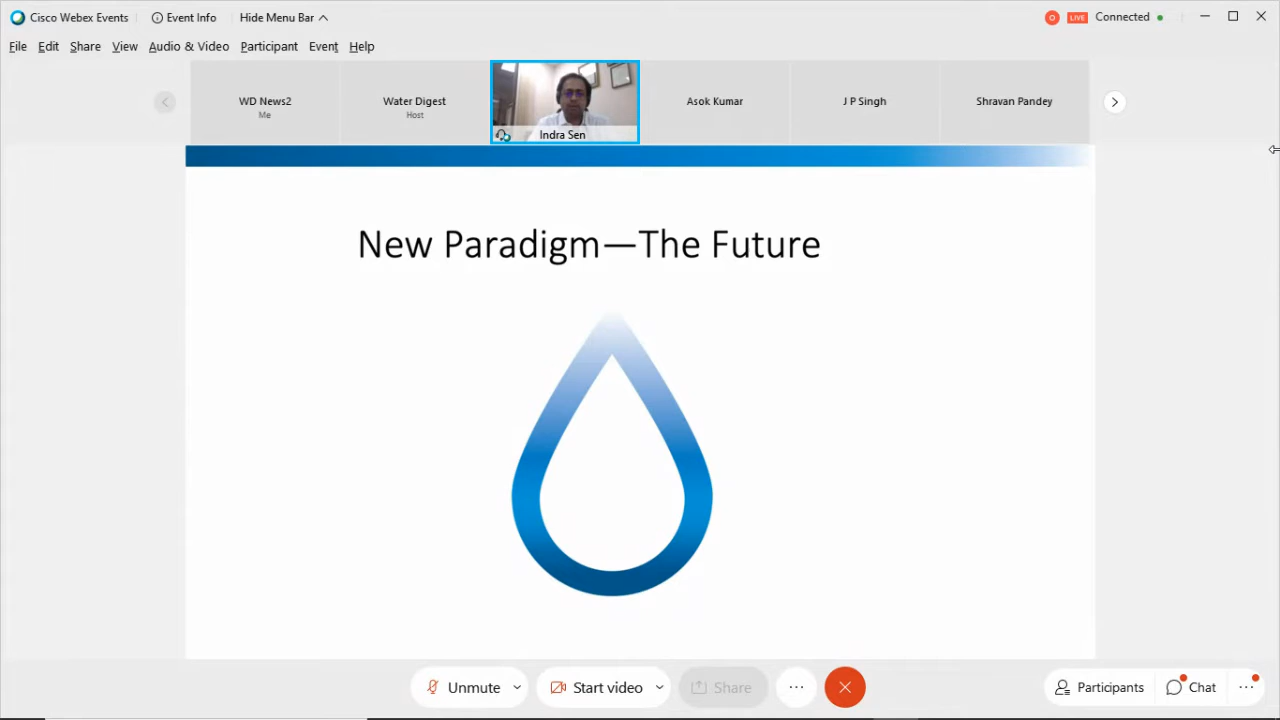 Cisco Webex Events
Event Info
Hide Menu Bar
LIVE
Connected
File
Edit
Share
View
Audio & Video
Participant
Event
Help
WD News2
Me
Water Digest
Host
Indra Sen
Asok Kumar
J P Singh
Shravan Pandey
New Paradigm—The Future
Unmute
Start video
Share
Participants
Chat